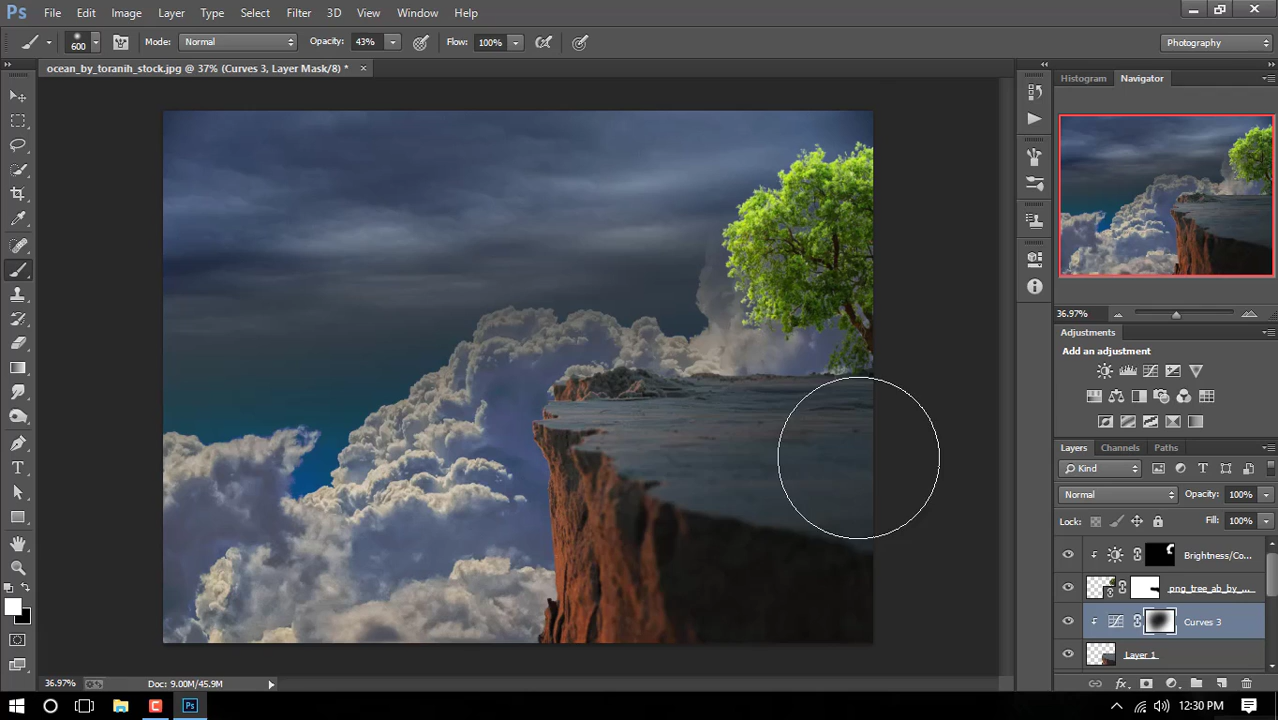 Ps File Edit Image Layer Type Select Filter 3D View Window Help
600 Mode: Normal Opacity: 43% Flow: 100% Photography
ocean_by_toranih_stock.jpg @ 37% (Curves 3, Layer Mask/8) *
Histogram Navigator
36.97%
Adjustments
Add an adjustment
Layers Channels Paths
Kind
Normal Opacity: 100%
Lock: Fill: 100%
Brightness/Co...
png_tree_ab_by_...
Curves 3
Layer 1
fx
36.97% Doc: 9.00M/45.9M
Ps 12:30 PM